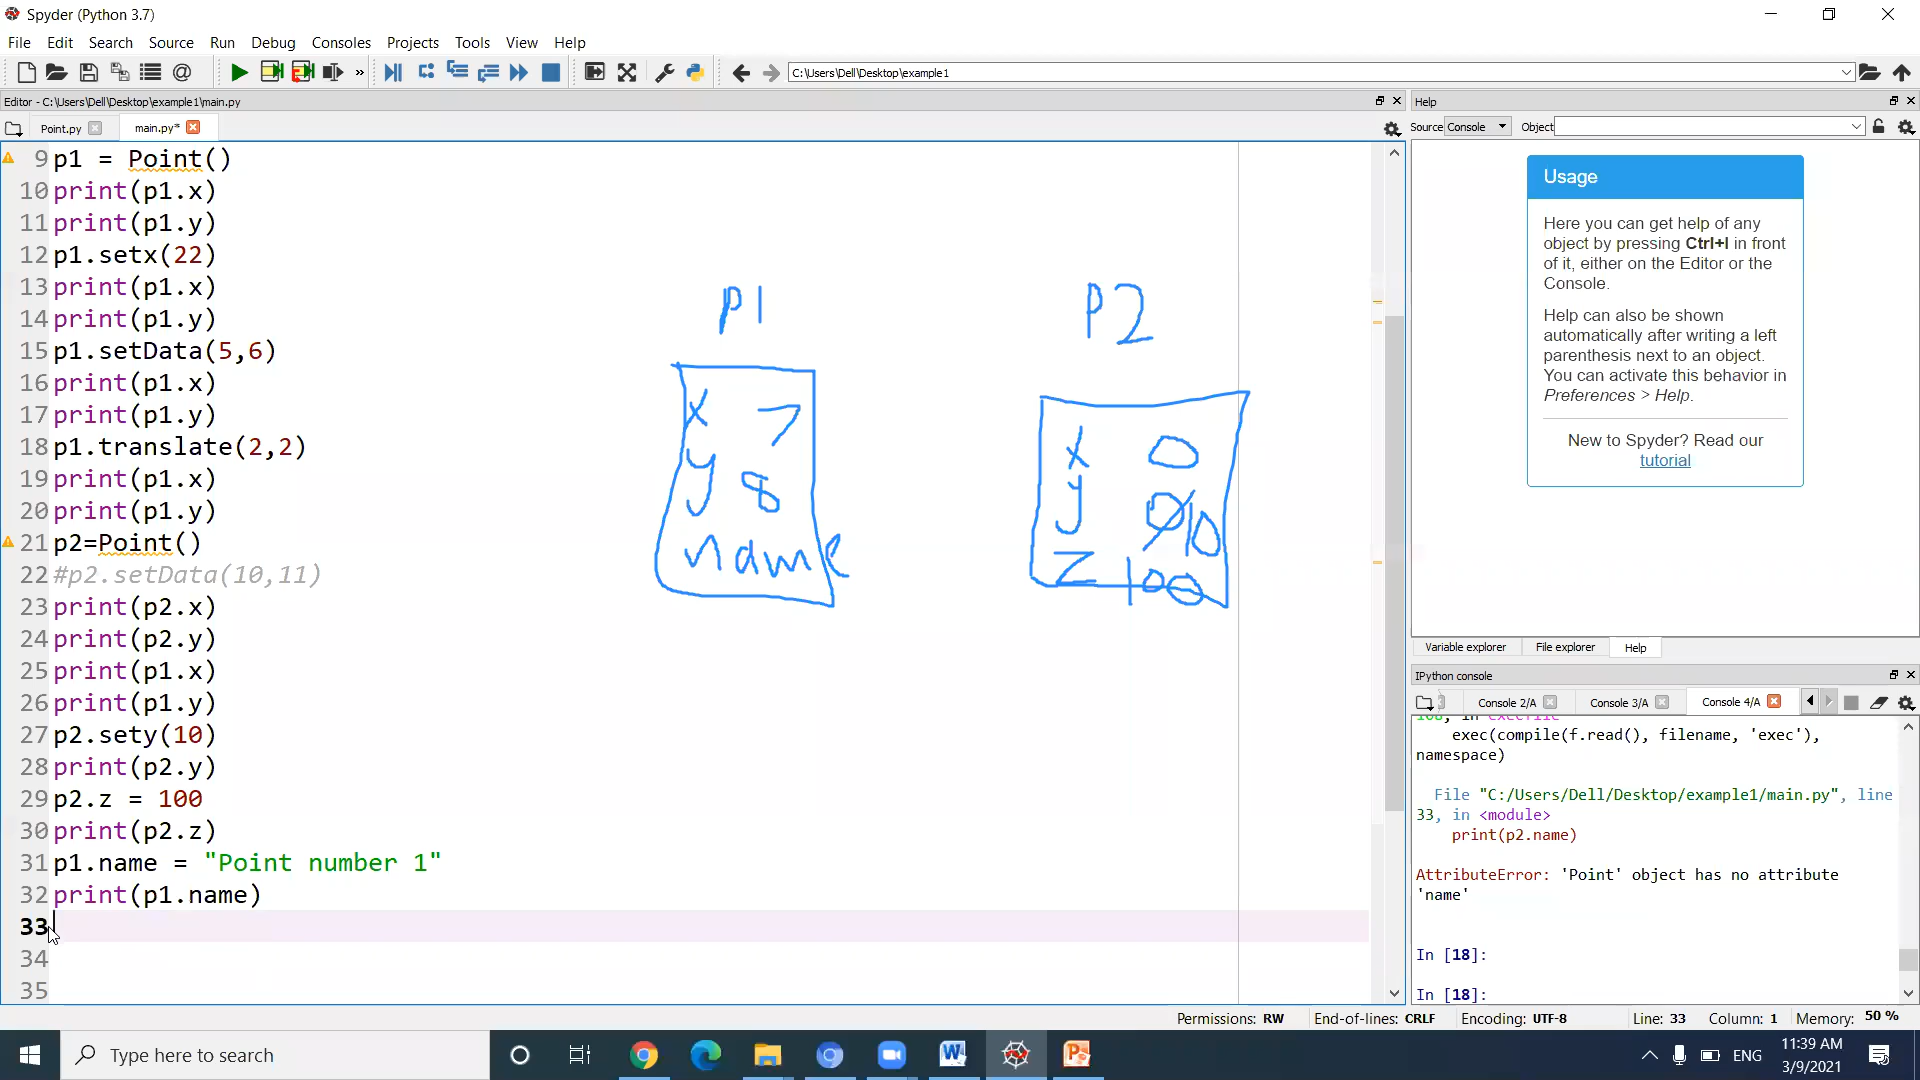 Spyder (Python 3.7)
File Edit Search Source Run Debug Consoles Projects Tools View Help
C:\Users\Dell\Desktop\example1
Editor - C:\Users\Dell\Desktop\example1\main.py
Point.py main.py*
9 p1 = Point()
10 print(p1.x)
11 print(p1.y)
12 p1.setx(22)
13 print(p1.x)
14 print(p1.y)
15 p1.setData(5,6)
16 print(p1.x)
17 print(p1.y)
18 p1.translate(2,2)
19 print(p1.x)
20 print(p1.y)
21 p2=Point()
22 #p2.setData(10,11)
23 print(p2.x)
24 print(p2.y)
25 print(p1.x)
26 print(p1.y)
27 p2.sety(10)
28 print(p2.y)
29 p2.z = 100
30 print(p2.z)
31 p1.name = "Point number 1"
32 print(p1.name)
33
34
35
P1
x 7
y 8
name
P2
x 0
y 0 10
z 100
Help
Source Console Object
Usage
Here you can get help of any
object by pressing Ctrl+I in front
of it, either on the Editor or the
Console.
Help can also be shown
automatically after writing a left
parenthesis next to an object.
You can activate this behavior in
Preferences > Help.
New to Spyder? Read our
tutorial
Variable explorer File explorer Help
IPython console
Console 2/A Console 3/A Console 4/A
exec(compile(f.read(), filename, 'exec'),
namespace)
File "C:/Users/Dell/Desktop/example1/main.py", line
33, in <module>
print(p2.name)
AttributeError: 'Point' object has no attribute
'name'
In [18]:
In [18]:
Permissions: RW End-of-lines: CRLF Encoding: UTF-8 Line: 33 Column: 1 Memory: 50 %
Type here to search
ENG
11:39 AM
3/9/2021